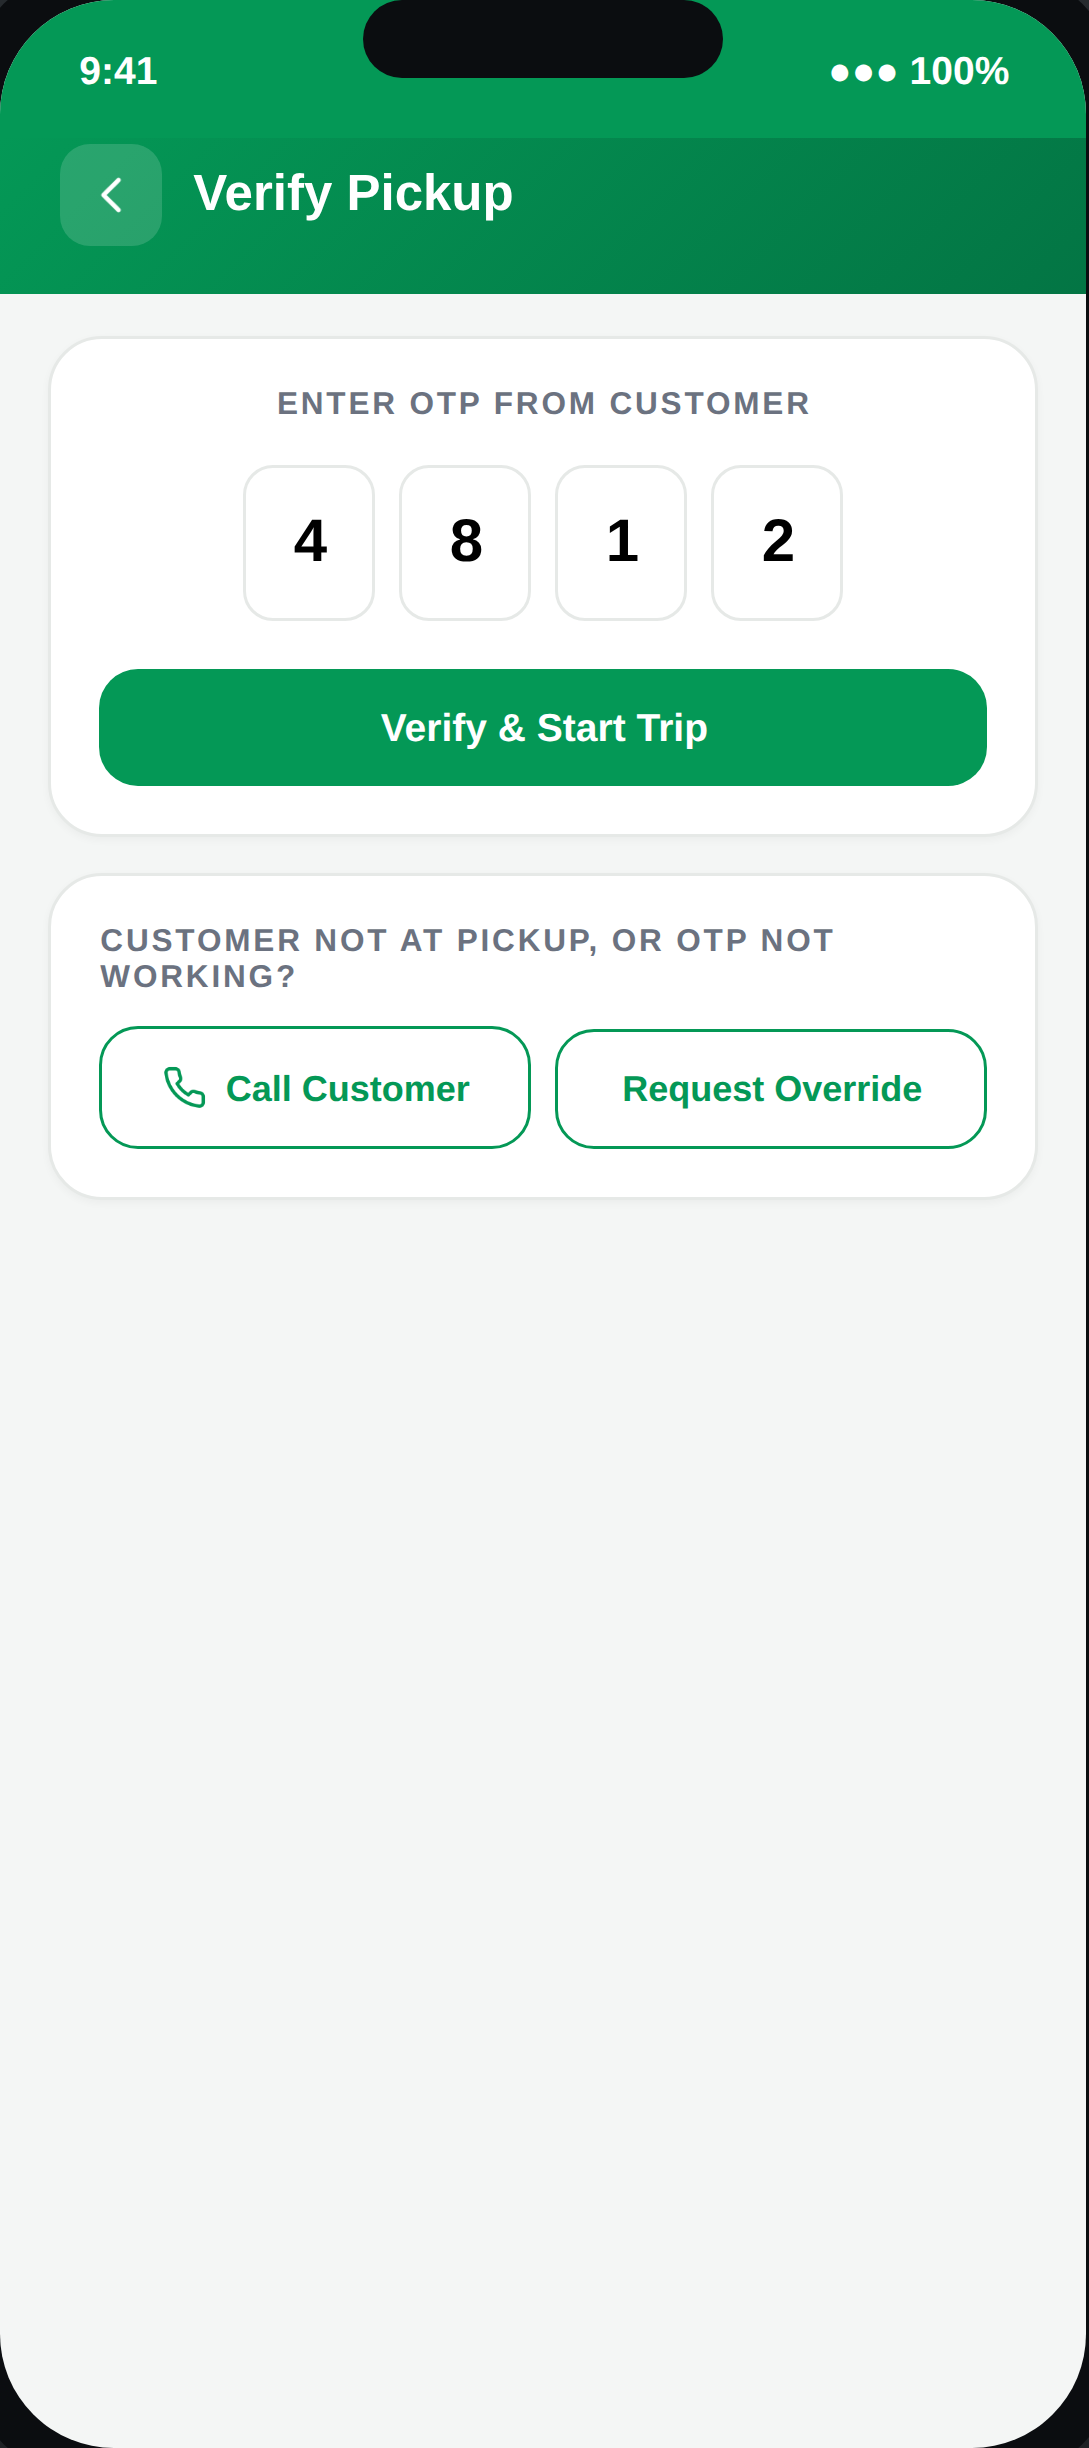 9:41
●●● 100%
Verify Pickup
ENTER OTP FROM CUSTOMER
4 8 1 2
Verify & Start Trip
CUSTOMER NOT AT PICKUP, OR OTP NOT
WORKING?
Call Customer
Request Override